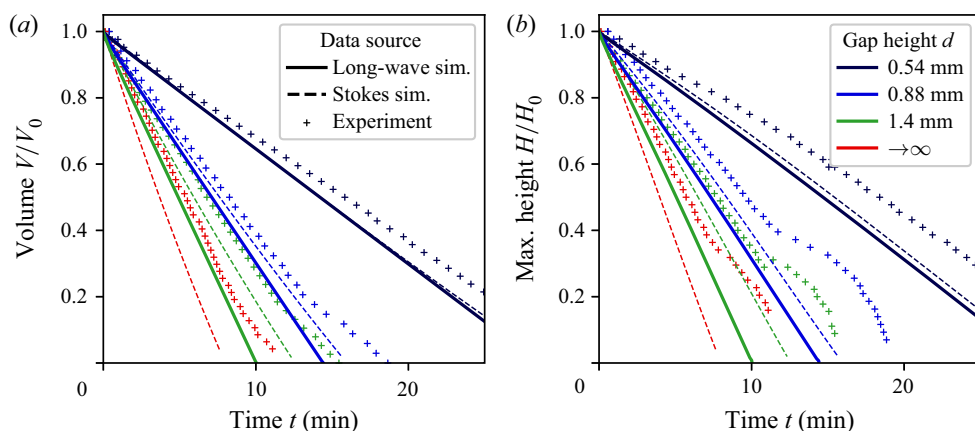 (a)
1.0
0.8
0.6
0.4
0.2
0
10
20
Volume V/V0
Time t (min)
Data source
Long-wave sim.
Stokes sim.
Experiment
(b)
1.0
0.8
0.6
0.4
0.2
0
10
20
Max. height H/H0
Time t (min)
Gap height d
0.54 mm
0.88 mm
1.4 mm
→∞